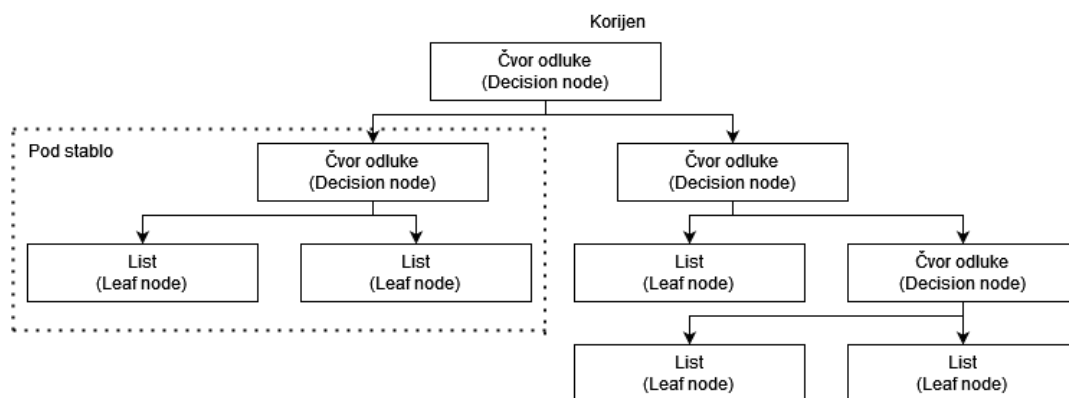 Korijen
Čvor odluke
(Decision node)
Pod stablo
Čvor odluke
(Decision node)
Čvor odluke
(Decision node)
List
(Leaf node)
List
(Leaf node)
List
(Leaf node)
Čvor odluke
(Decision node)
List
(Leaf node)
List
(Leaf node)